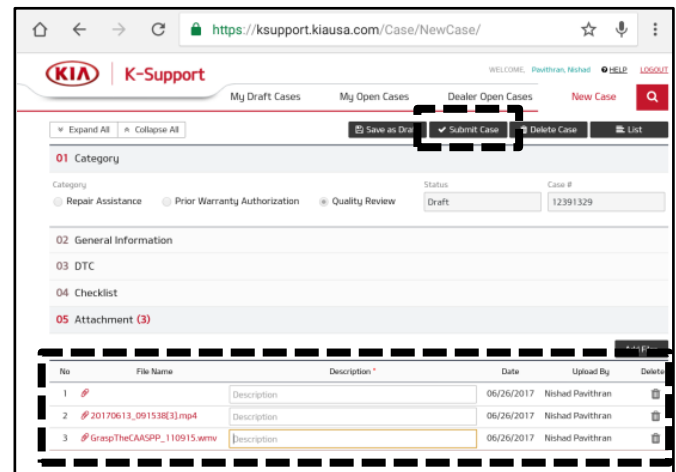 https://ksupport.kiausa.com/Case/NewCase/
KIA K-Support
WELCOME, Pavithran, Nishad HELP LOGOUT
My Draft Cases My Open Cases Dealer Open Cases New Case
Expand All Collapse All Save as Submit Case Delete Case List
01 Category
Category Status Case #
Repair Assistance Prior Warranty Authorization Quality Review Draft 12391329
02 General Information
03 DTC
04 Checklist
05 Attachment (3)
No File Name Description * Date Upload By Delete
1 Description 06/26/2017 Nishad Pavithran
2 20170613_091538[3].mp4 Description 06/26/2017 Nishad Pavithran
3 GraspTheCAASPP_110915.wmv Description 06/26/2017 Nishad Pavithran